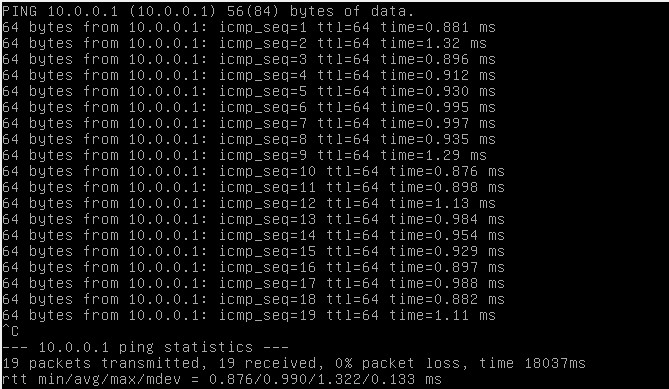 PING 10.0.0.1 (10.0.0.1) 56(84) bytes of data.
64 bytes from 10.0.0.1: icmp_seq=1 ttl=64 time=0.881 ms
64 bytes from 10.0.0.1: icmp_seq=2 ttl=64 time=1.32 ms
64 bytes from 10.0.0.1: icmp_seq=3 ttl=64 time=0.896 ms
64 bytes from 10.0.0.1: icmp_seq=4 ttl=64 time=0.912 ms
64 bytes from 10.0.0.1: icmp_seq=5 ttl=64 time=0.930 ms
64 bytes from 10.0.0.1: icmp_seq=6 ttl=64 time=0.995 ms
64 bytes from 10.0.0.1: icmp_seq=7 ttl=64 time=0.997 ms
64 bytes from 10.0.0.1: icmp_seq=8 ttl=64 time=0.935 ms
64 bytes from 10.0.0.1: icmp_seq=9 ttl=64 time=1.29 ms
64 bytes from 10.0.0.1: icmp_seq=10 ttl=64 time=0.876 ms
64 bytes from 10.0.0.1: icmp_seq=11 ttl=64 time=0.898 ms
64 bytes from 10.0.0.1: icmp_seq=12 ttl=64 time=1.13 ms
64 bytes from 10.0.0.1: icmp_seq=13 ttl=64 time=0.984 ms
64 bytes from 10.0.0.1: icmp_seq=14 ttl=64 time=0.954 ms
64 bytes from 10.0.0.1: icmp_seq=15 ttl=64 time=0.929 ms
64 bytes from 10.0.0.1: icmp_seq=16 ttl=64 time=0.897 ms
64 bytes from 10.0.0.1: icmp_seq=17 ttl=64 time=0.988 ms
64 bytes from 10.0.0.1: icmp_seq=18 ttl=64 time=0.882 ms
64 bytes from 10.0.0.1: icmp_seq=19 ttl=64 time=1.11 ms
^C
--- 10.0.0.1 ping statistics ---
19 packets transmitted, 19 received, 0% packet loss, time 18037ms
rtt min/avg/max/mdev = 0.876/0.990/1.322/0.133 ms